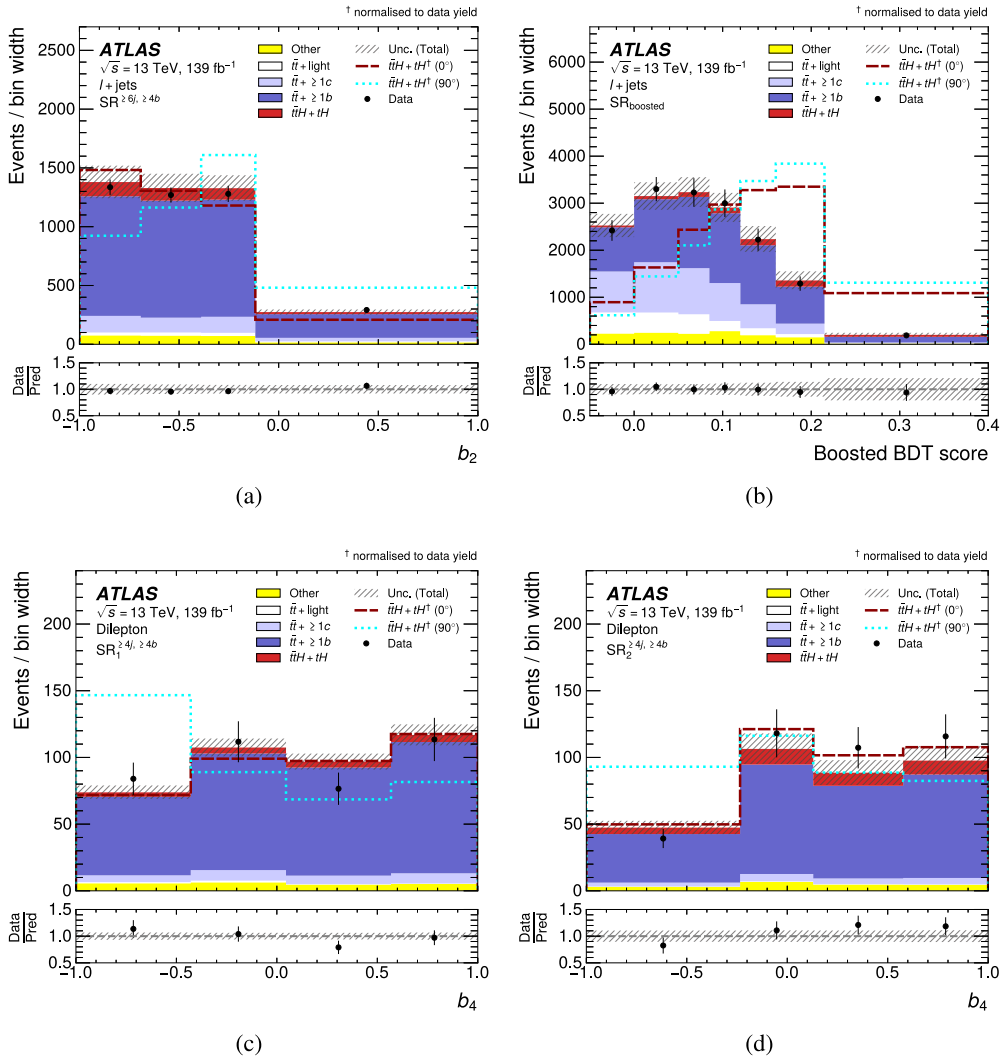 † normalised to data yield
ATLAS
√s = 13 TeV, 139 fb⁻¹
l + jets
SR≥6j, ≥4b
Other
tt̄ + light
tt̄ + ≥1c
tt̄ + ≥1b
tt̄H + tH
Unc. (Total)
tt̄H + tH† (0°)
tt̄H + tH† (90°)
Data
Events / bin width
2500
2000
1500
1000
500
0
Data
Pred
1.5
1.0
0.5
−1.0 −0.5 0.0 0.5 1.0
b₂
(a)
† normalised to data yield
ATLAS
√s = 13 TeV, 139 fb⁻¹
l + jets
SRboosted
Other
tt̄ + light
tt̄ + ≥1c
tt̄ + ≥1b
tt̄H + tH
Unc. (Total)
tt̄H + tH† (0°)
tt̄H + tH† (90°)
Data
Events / bin width
6000
5000
4000
3000
2000
1000
0
Data
Pred
1.5
1.0
0.5
0.0 0.1 0.2 0.3 0.4
Boosted BDT score
(b)
† normalised to data yield
ATLAS
√s = 13 TeV, 139 fb⁻¹
Dilepton
SR₁≥4j, ≥4b
Other
tt̄ + light
tt̄ + ≥1c
tt̄ + ≥1b
tt̄H + tH
Unc. (Total)
tt̄H + tH† (0°)
tt̄H + tH† (90°)
Data
Events / bin width
200
150
100
50
0
Data
Pred
1.5
1.0
0.5
−1.0 −0.5 0.0 0.5 1.0
b₄
(c)
† normalised to data yield
ATLAS
√s = 13 TeV, 139 fb⁻¹
Dilepton
SR₂≥4j, ≥4b
Other
tt̄ + light
tt̄ + ≥1c
tt̄ + ≥1b
tt̄H + tH
Unc. (Total)
tt̄H + tH† (0°)
tt̄H + tH† (90°)
Data
Events / bin width
200
150
100
50
0
Data
Pred
1.5
1.0
0.5
−1.0 −0.5 0.0 0.5 1.0
b₄
(d)